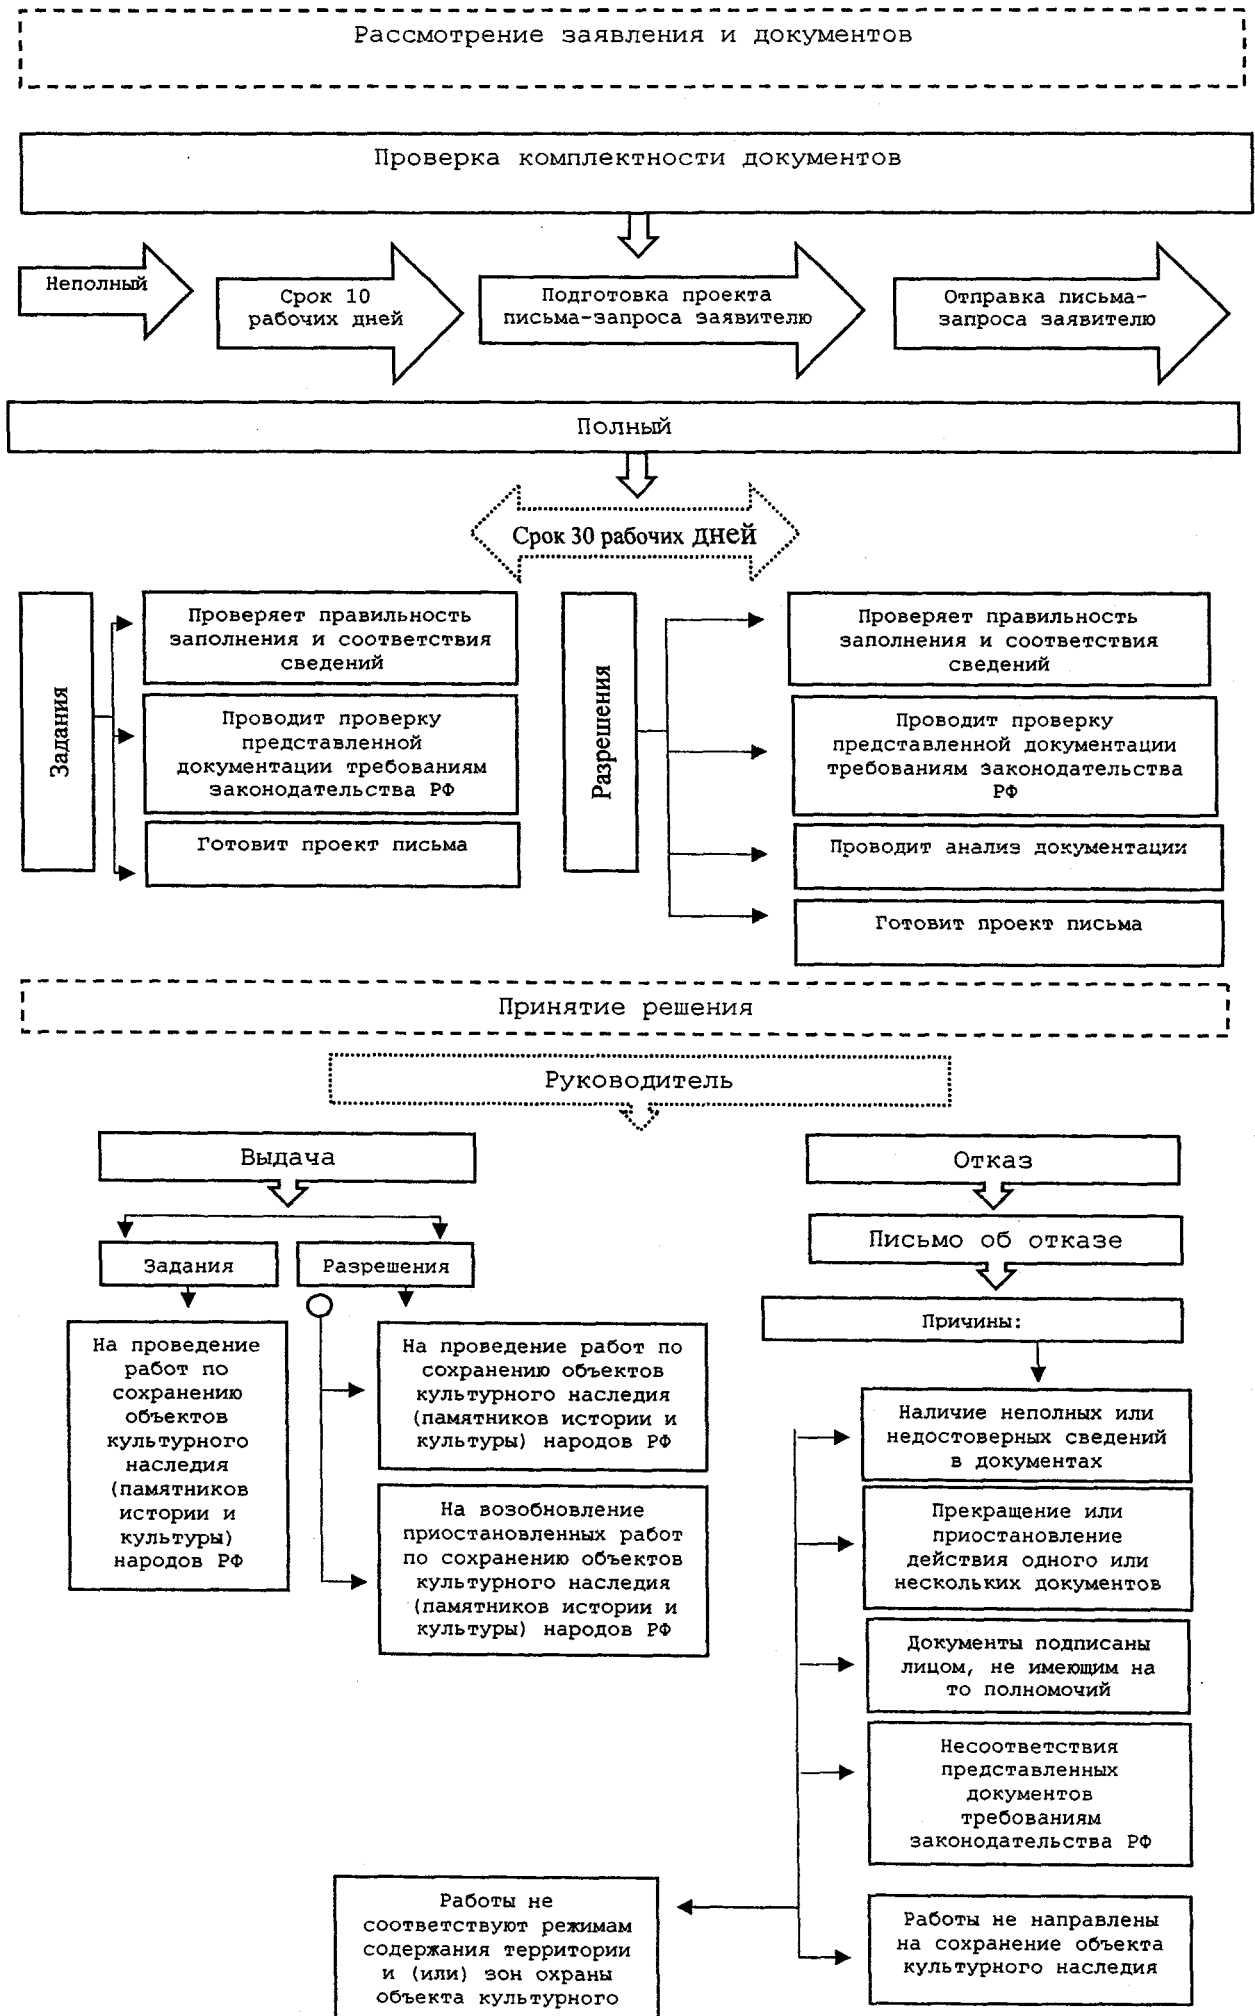 Рассмотрение заявления и документов
Проверка комплектности документов
Неполный
Срок 10
рабочих дней
Подготовка проекта
письма-запроса заявителю
Отправка письма-
запроса заявителю
Полный
Срок 30 рабочих дней
Задания
Проверяет правильность
заполнения и соответствия
сведений
Проводит проверку
представленной
документации требованиям
законодательства РФ
Готовит проект письма
Разрешения
Проверяет правильность
заполнения и соответствия
сведений
Проводит проверку
представленной документации
требованиям законодательства
РФ
Проводит анализ документации
Готовит проект письма
Принятие решения
Руководитель
Выдача
Задания
Разрешения
На проведение
работ по
сохранению
объектов
культурного
наследия
(памятников
истории и
культуры)
народов РФ
На проведение работ по
сохранению объектов
культурного наследия
(памятников истории и
культуры) народов РФ
На возобновление
приостановленных работ
по сохранению объектов
культурного наследия
(памятников истории и
культуры) народов РФ
Отказ
Письмо об отказе
Причины:
Наличие неполных или
недостоверных сведений
в документах
Прекращение или
приостановление
действия одного или
нескольких документов
Документы подписаны
лицом, не имеющим на
то полномочий
Несоответствия
представленных
документов
требованиям
законодательства РФ
Работы не направлены
на сохранение объекта
культурного наследия
Работы не
соответствуют режимам
содержания территории
и (или) зон охраны
объекта культурного